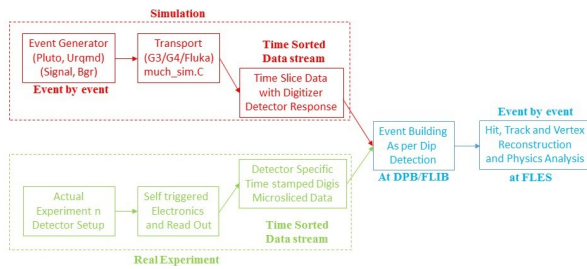 Simulation
Event Generator
(Pluto, Urqmd)
(Signal, Bgr)
Event by event
Transport
(G3/G4/Fluka)
much_sim.C
Time Sorted
Data stream
Time Slice Data
with Digitizer
Detector Response
Event Building
As per Dip
Detection
At DPB/FLIB
Event by event
Hit, Track and Vertex
Reconstruction
and Physics Analysis
at FLES
Actual
Experiment n
Detector Setup
Self triggered
Electronics
and Read Out
Detector Specific
Time stamped Digis
Microsliced Data
Time Sorted
Data stream
Real Experiment